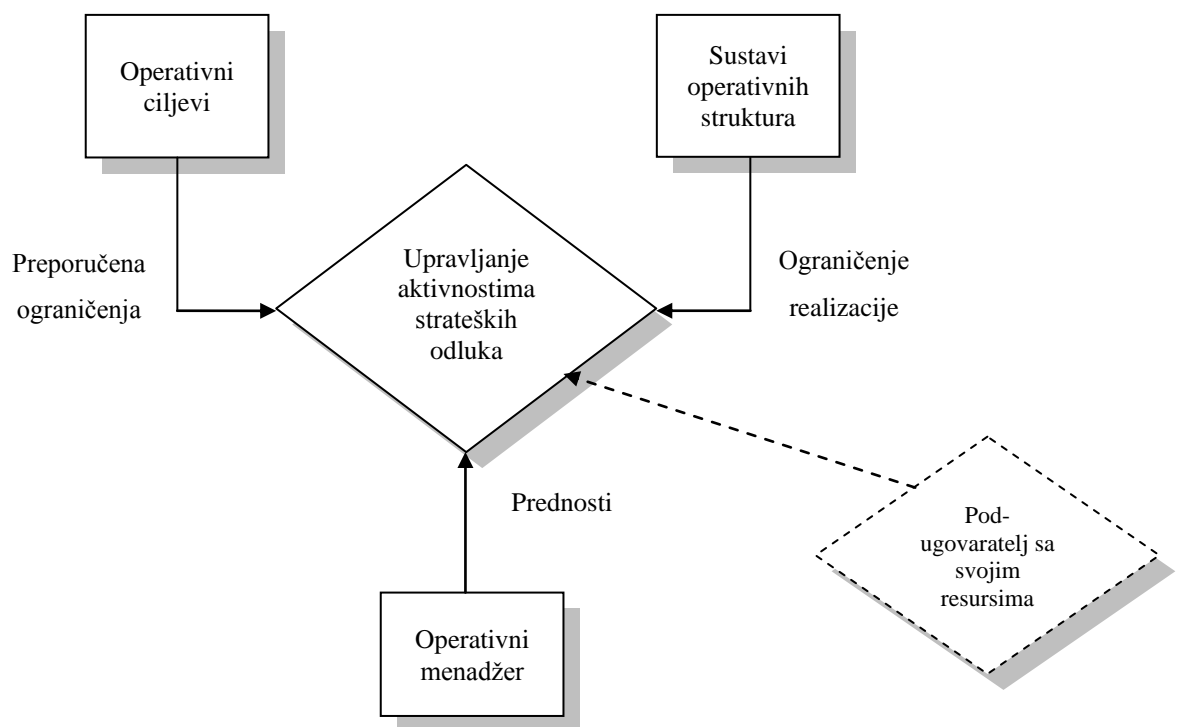 Operativni
ciljevi
Sustavi
operativnih
struktura
Preporučena
ograničenja
Upravljanje
aktivnostima
strateških
odluka
Ograničenje
realizacije
Prednosti
Pod-
ugovaratelj sa
svojim
resursima
Operativni
menadžer